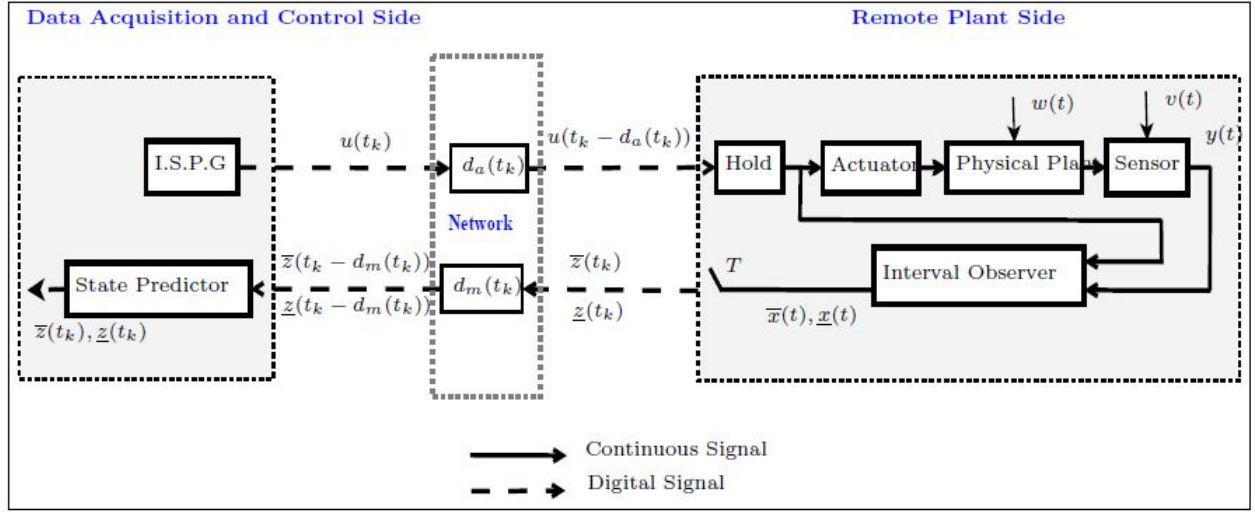 Data Acquisition and Control Side
Remote Plant Side
w(t)
v(t)
u(t_k)
u(t_k − d_a(t_k))
y(t)
I.S.P.G
d_a(t_k)
Hold
Actuator
Physical Plan
Sensor
Network
z̅(t_k − d_m(t_k))
z̅(t_k)
T
Interval Observer
State Predictor
d_m(t_k)
z̲(t_k − d_m(t_k))
z̲(t_k)
x̅(t), x̲(t)
z̅(t_k), z̲(t_k)
Continuous Signal
Digital Signal